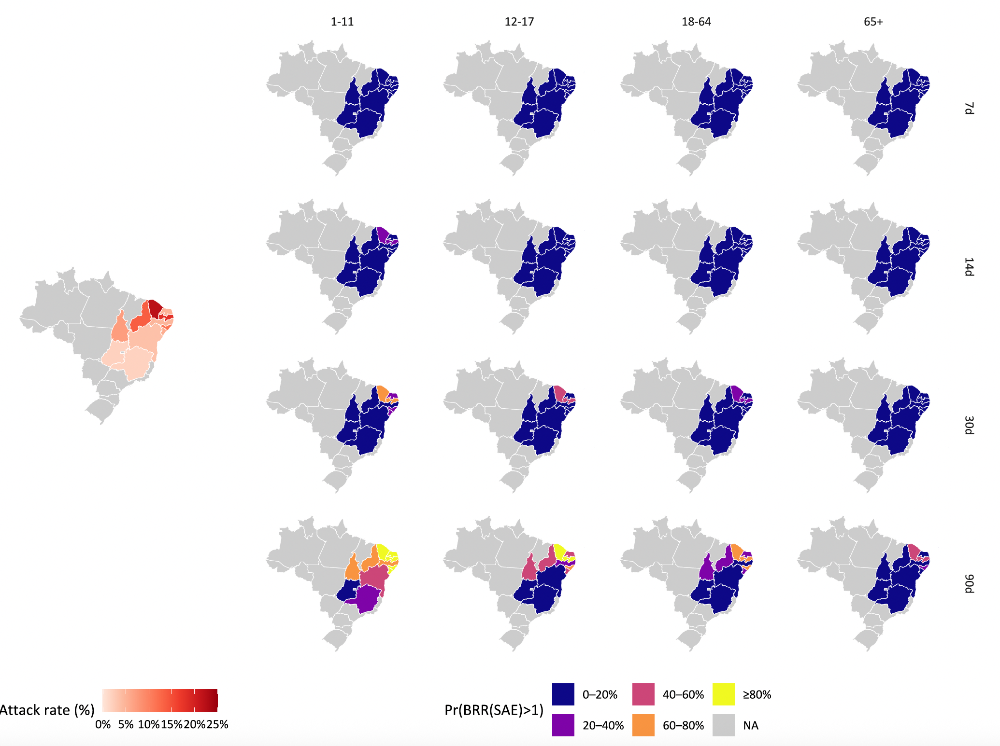 1-11 12-17 18-64 65+
7d
14d
30d
90d
Attack rate (%)
0% 5% 10% 15% 20% 25%
Pr(BRR(SAE)>1)
0–20% 40–60% ≥80%
20–40% 60–80% NA